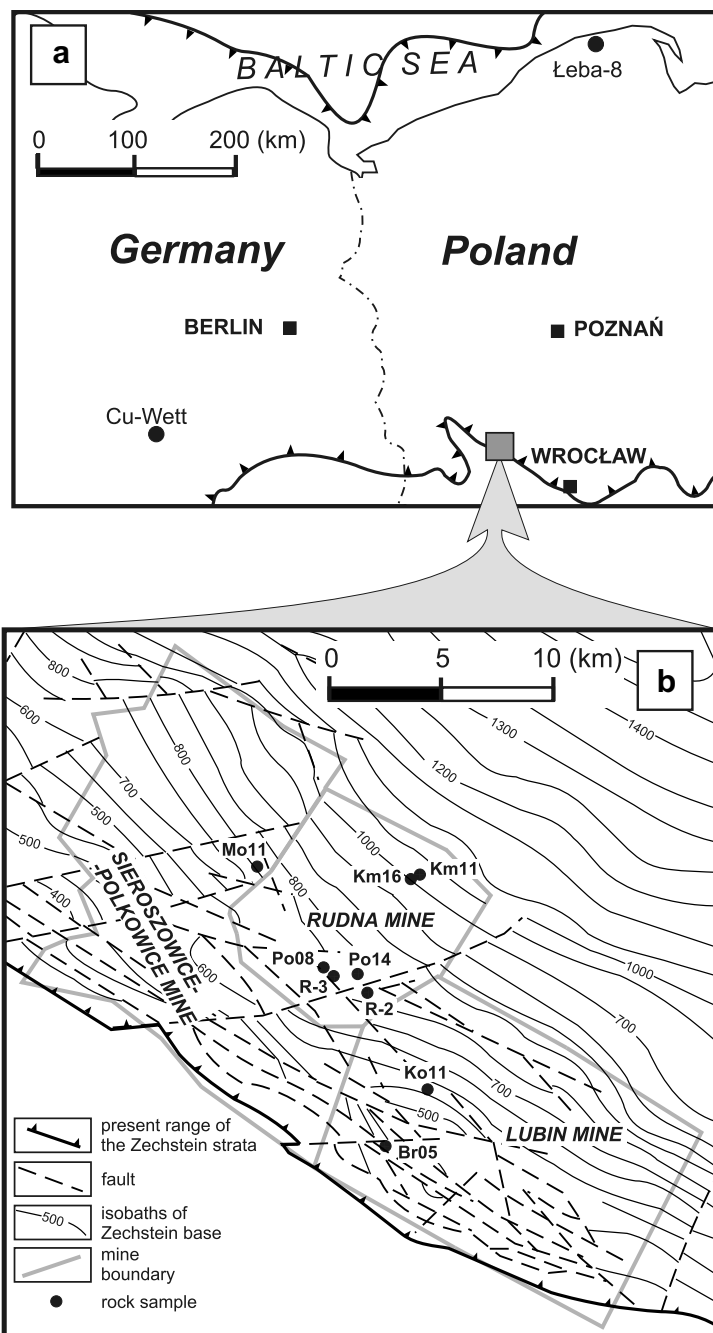 a
BALTIC SEA
Łeba-8
0 100 200 (km)
Germany
Poland
BERLIN
POZNAŃ
Cu-Wett
WROCŁAW
b
0 5 10 (km)
800
600
800
700
500
500
400
600
1300
1400
1200
1000
800
1000
700
700
500
Mo11
Km16
Km11
SIEROSZOWICE-
POLKOWICE MINE
RUDNA MINE
Po08
Po14
R-3
R-2
Ko11
LUBIN MINE
Br05
present range of
the Zechstein strata
fault
500
isobaths of
Zechstein base
mine
boundary
rock sample